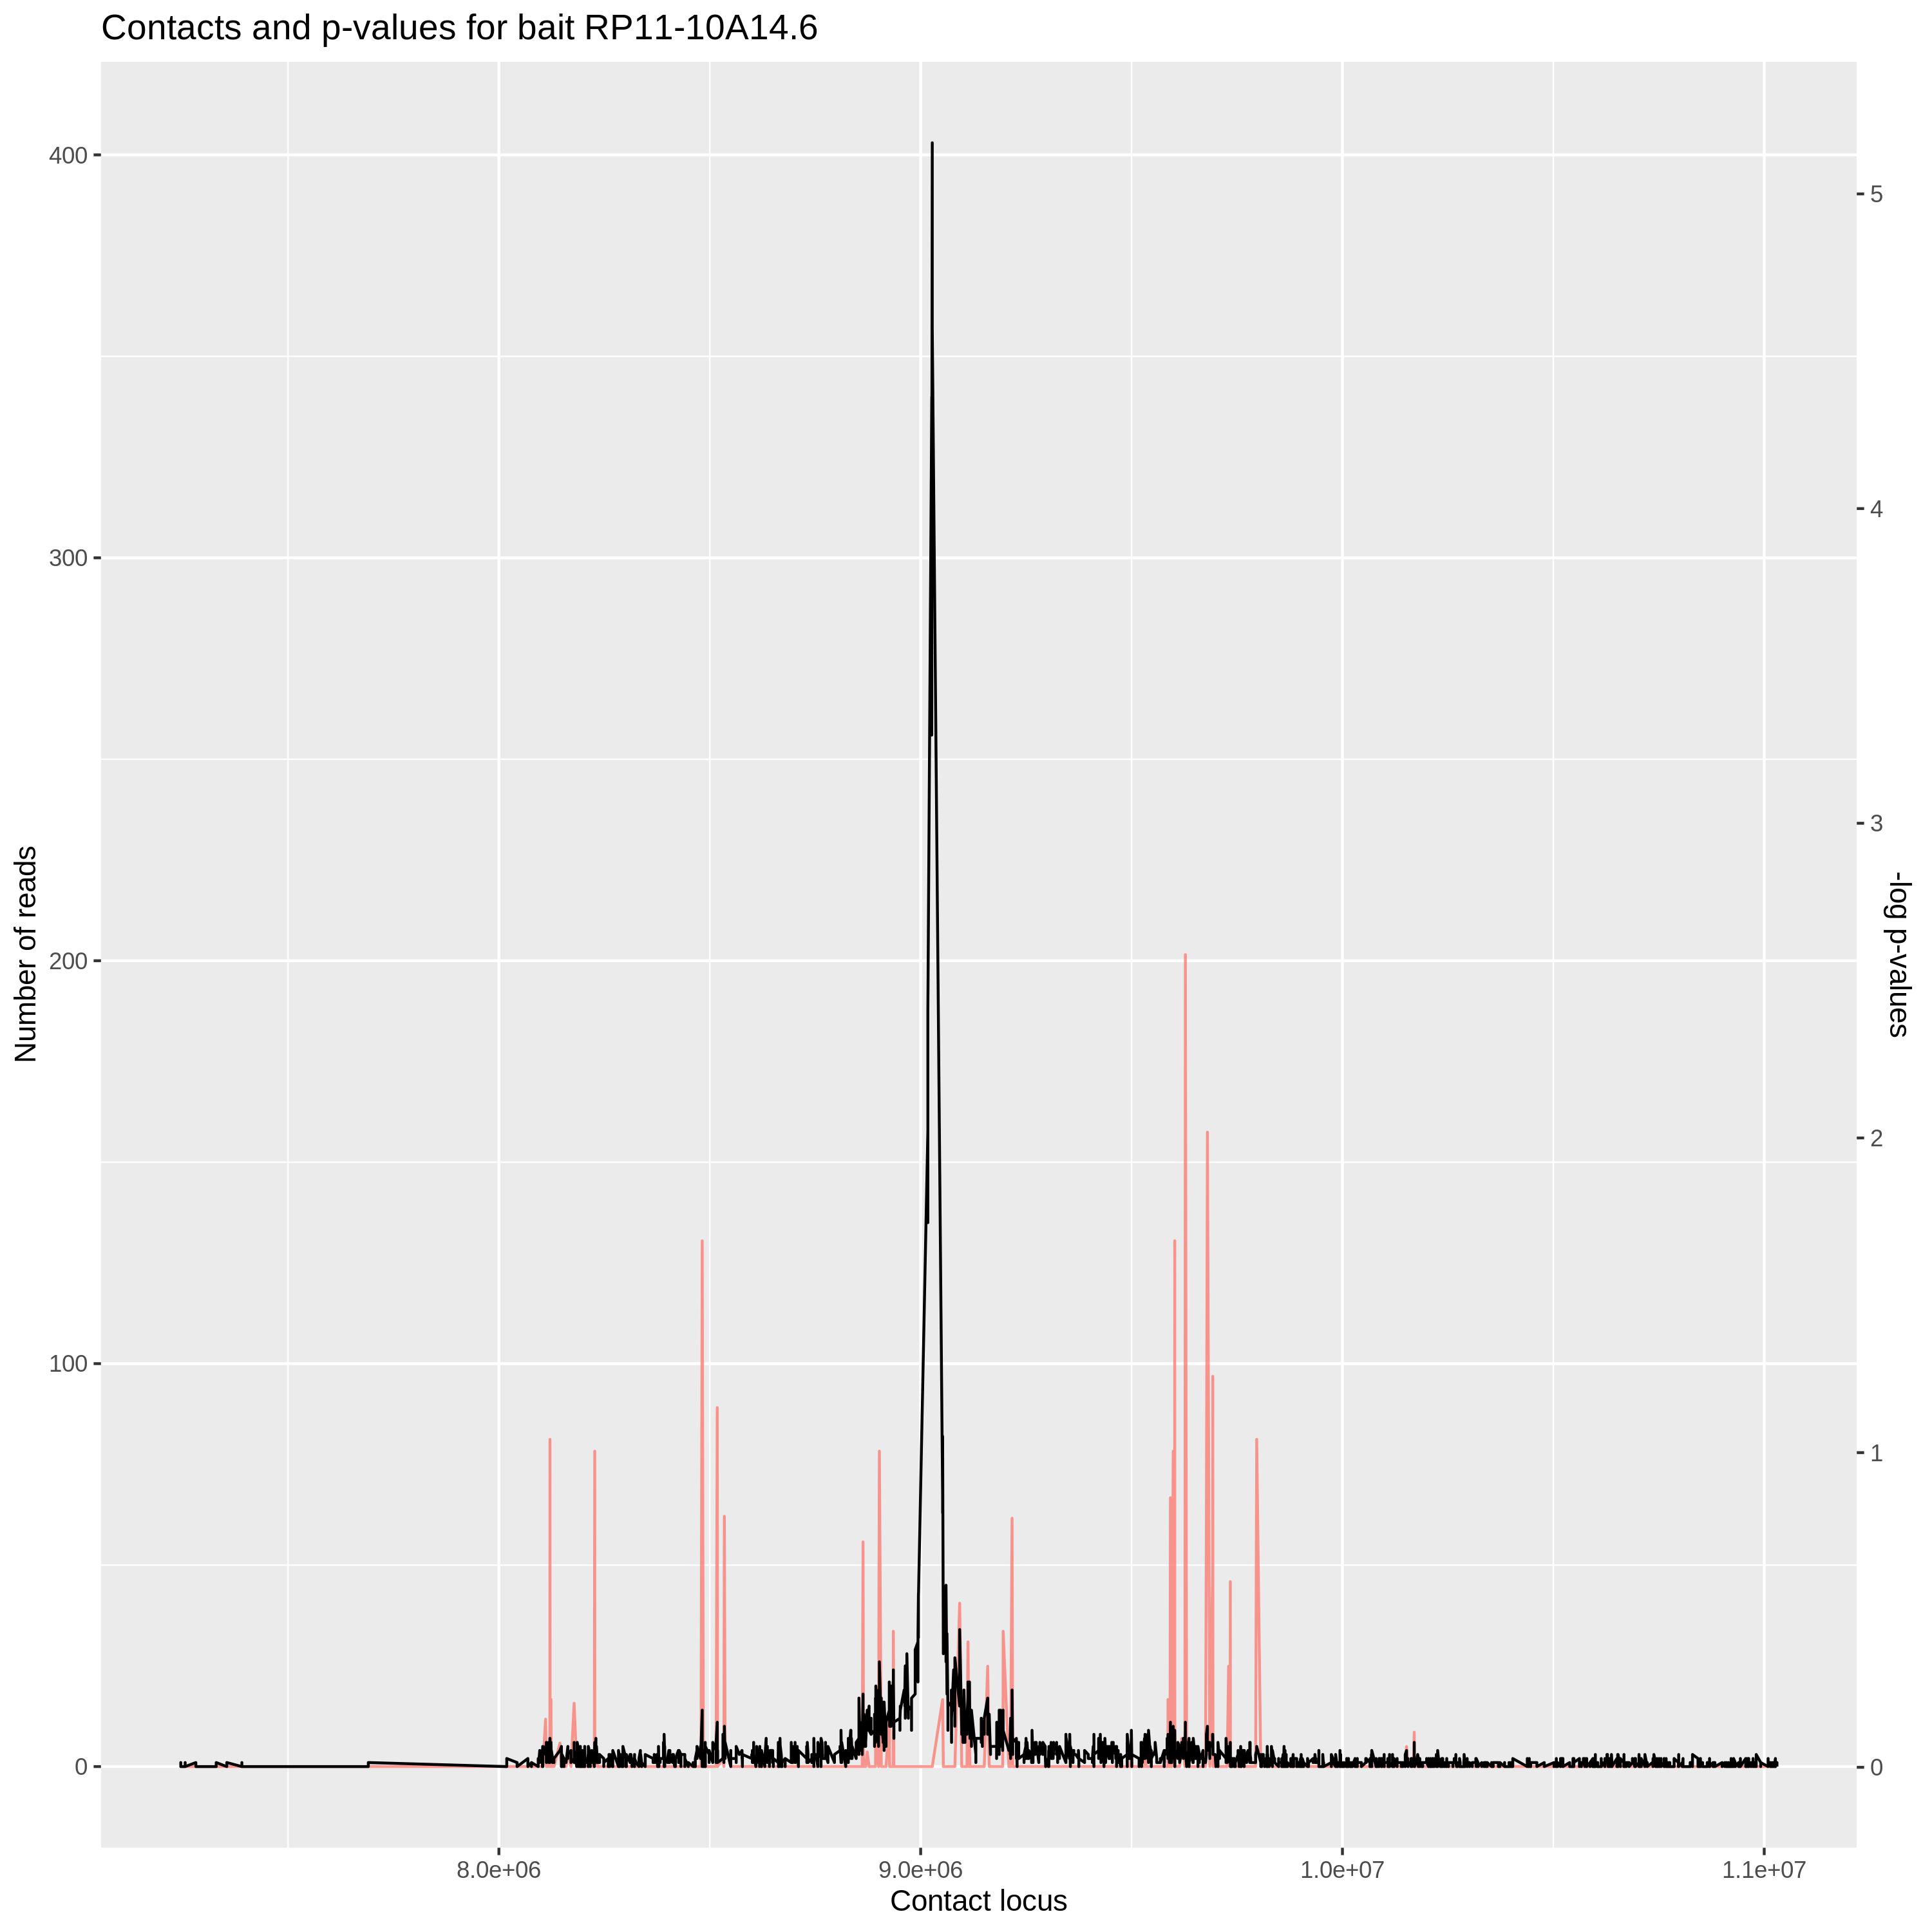 Contacts and p-values for bait RP11-10A14.6
400
300
200
100
0
Number of reads
5
4
3
2
1
0
-log p-values
8.0e+06
9.0e+06
1.0e+07
1.1e+07
Contact locus